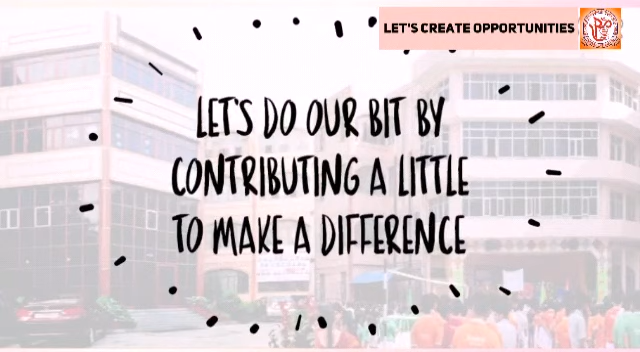 LET'S CREATE OPPORTUNITIES
LET'S DO OUR BIT BY
CONTRIBUTING A LITTLE
TO MAKE A DIFFERENCE